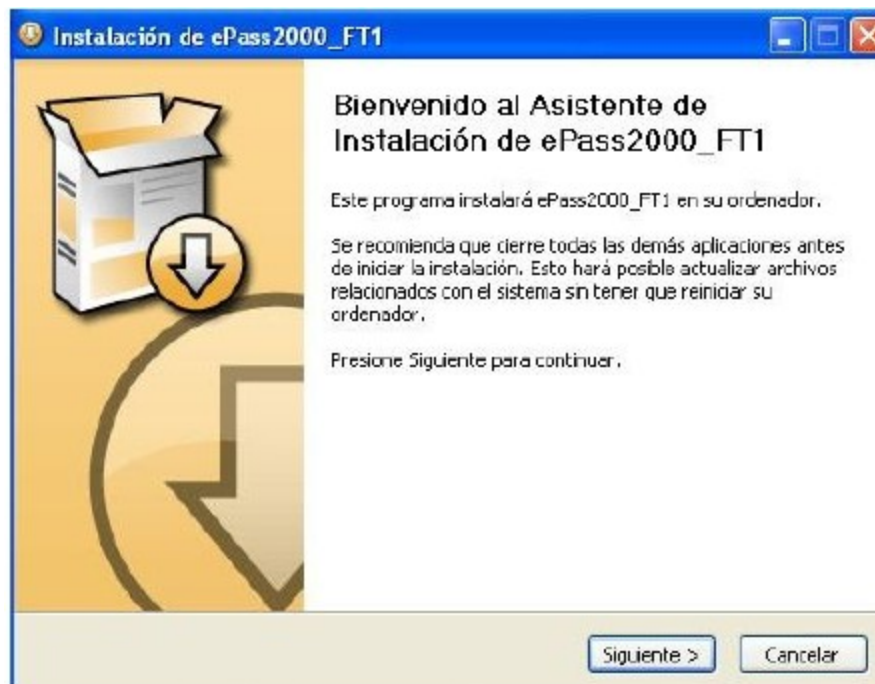 Instalación de ePass2000_FT1
Bienvenido al Asistente de
Instalación de ePass2000_FT1
Este programa instalará ePass2000_FT1 en su ordenador.
Se recomienda que cierre todas las demás aplicaciones antes
de iniciar la instalación. Esto hará posible actualizar archivos
relacionados con el sistema sin tener que reiniciar su
ordenador.
Presione Siguiente para continuar.
Siguiente > Cancelar